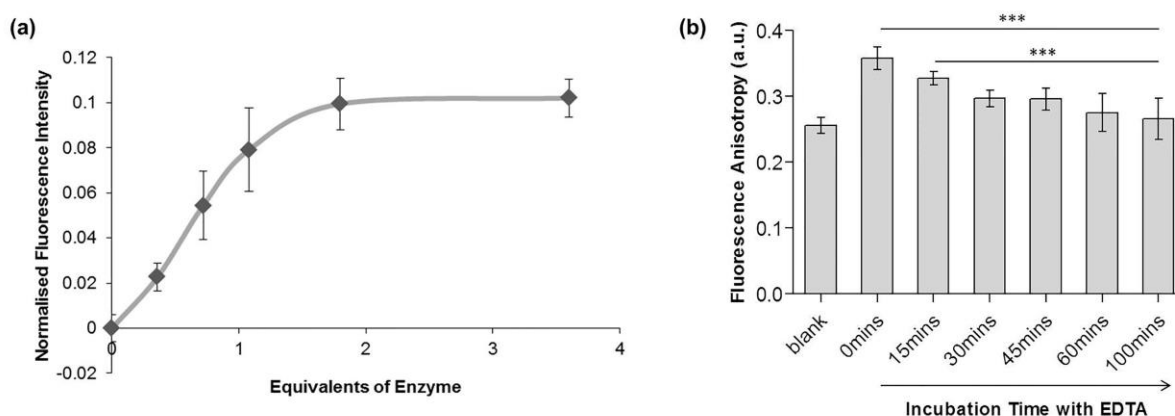 (a)
Normalised Fluorescence Intensity
0.12
0.1
0.08
0.06
0.04
0.02
0
-0.02
0
1
2
3
4
Equivalents of Enzyme
(b)
Fluorescence Anisotropy (a.u.)
0.4
0.3
0.2
0.1
0.0
***
***
blank
0mins
15mins
30mins
45mins
60mins
100mins
Incubation Time with EDTA